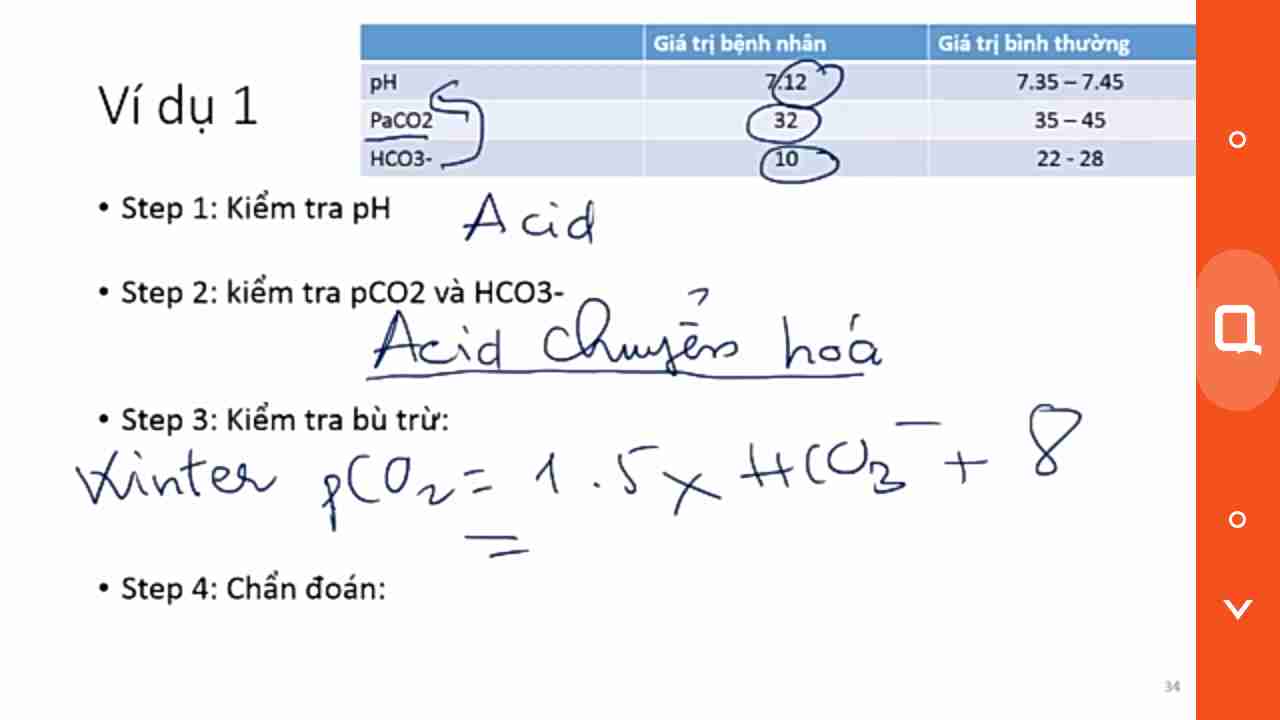 Giá trị bệnh nhân Giá trị bình thường
pH 7.12 7.35 – 7.45
PaCO2 32 35 – 45
HCO3- 10 22 - 28
Ví dụ 1
• Step 1: Kiểm tra pH
Acid
• Step 2: kiểm tra pCO2 và HCO3-
Acid chuyển hoá
• Step 3: Kiểm tra bù trừ:
Winter pCO2 = 1.5 x HCO3⁻ + 8
=
• Step 4: Chẩn đoán:
34